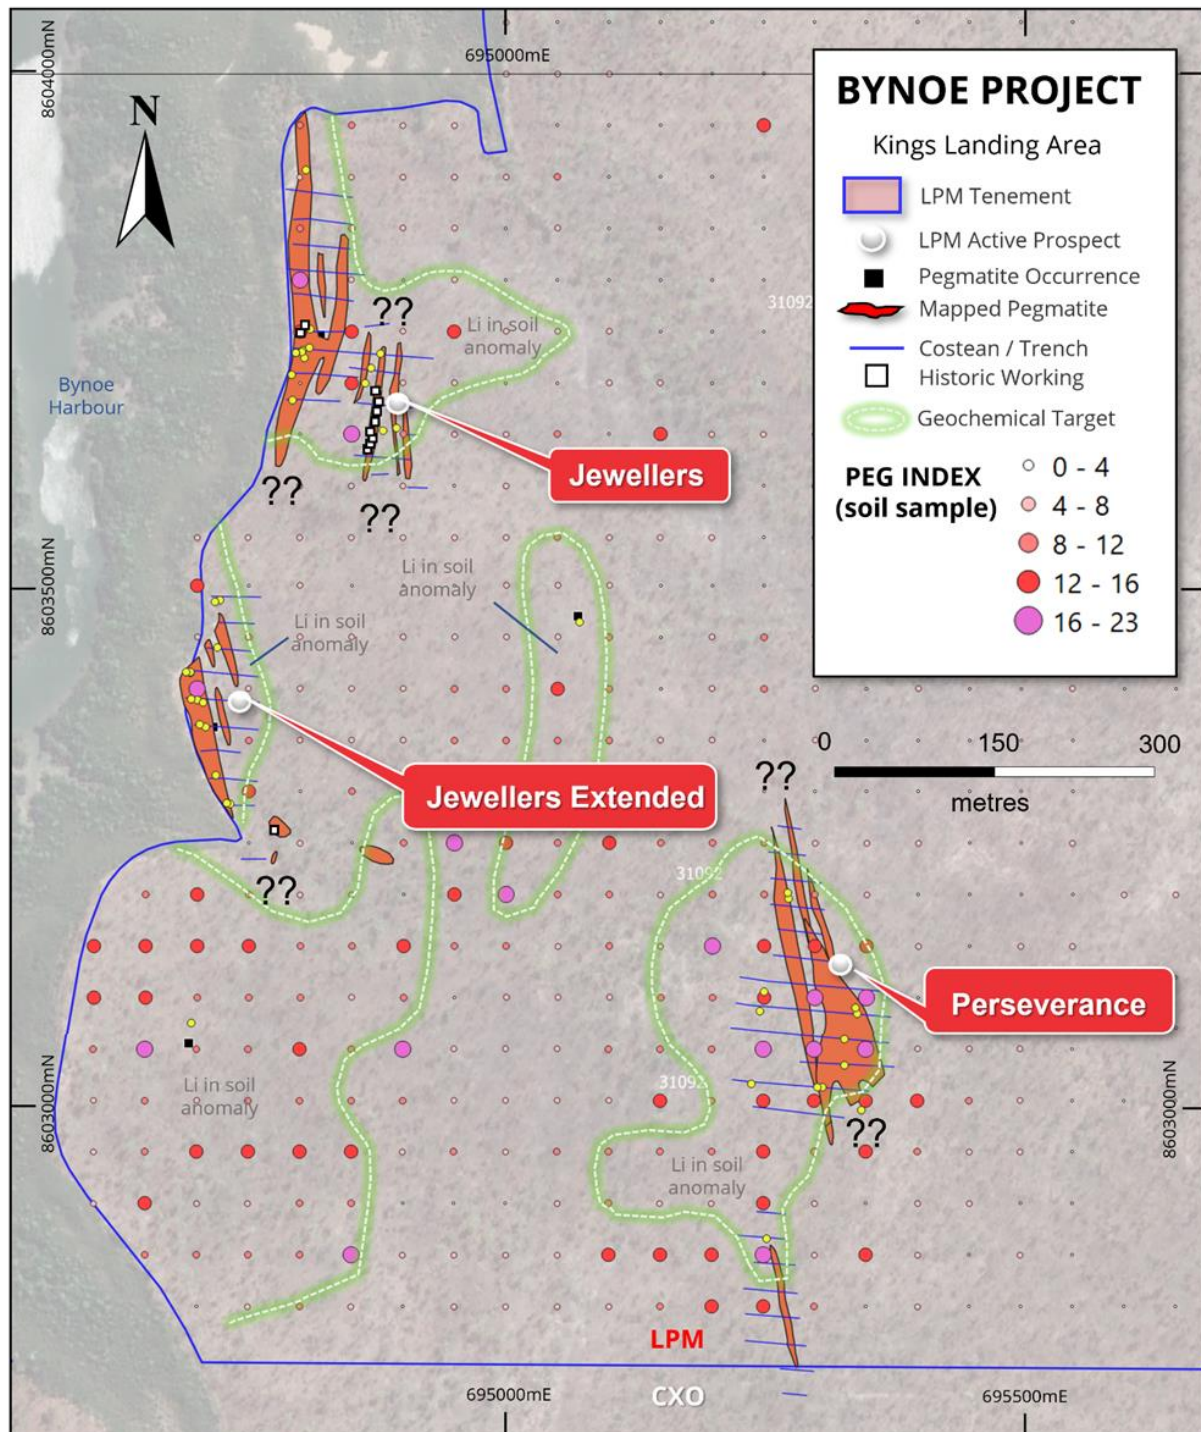 695000mE
8604000mN
N
BYNOE PROJECT
Kings Landing Area
LPM Tenement
LPM Active Prospect
Pegmatite Occurrence
Mapped Pegmatite
Costean / Trench
Historic Working
Geochemical Target
PEG INDEX
(soil sample)
0 - 4
4 - 8
8 - 12
12 - 16
16 - 23
31092
??
Li in soil
anomaly
Bynoe
Harbour
Jewellers
??
??
8603500mN
8603500mN
Li in soil
anomaly
Li in soil
anomaly
0
150
300
metres
??
Jewellers Extended
31092
??
Perseverance
31092
Li in soil
anomaly
8603000mN
8603000mN
??
Li in soil
anomaly
LPM
CXO
695000mE
695500mE